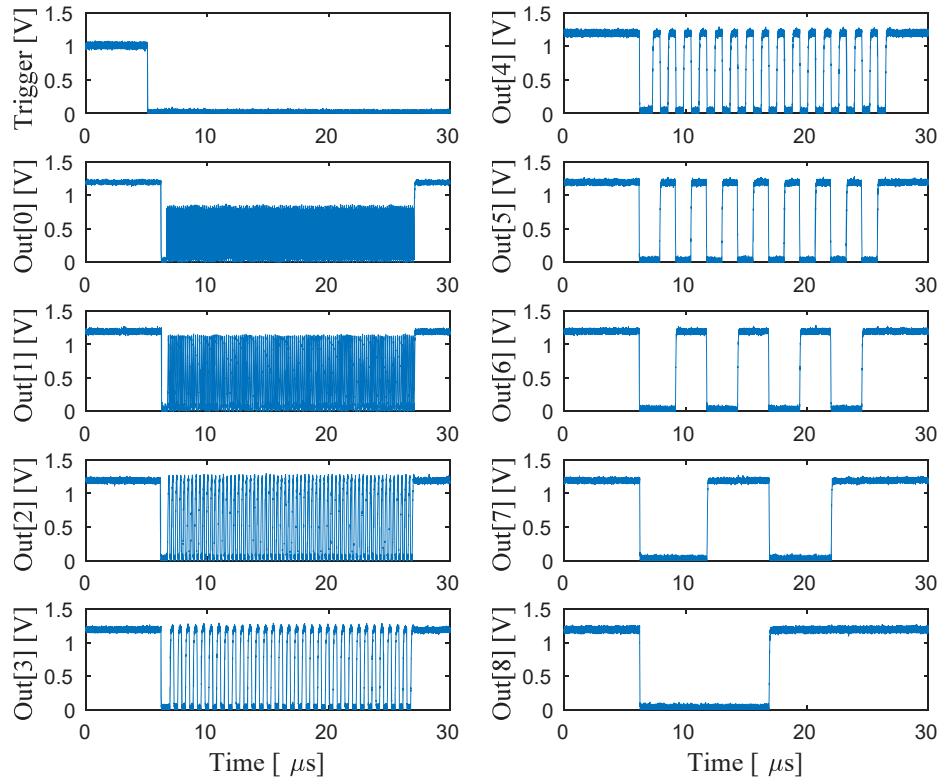 Trigger [V]
1.5
1
0.5
0
0 10 20 30
Out[0] [V]
1.5
1
0.5
0
0 10 20 30
Out[1] [V]
1.5
1
0.5
0
0 10 20 30
Out[2] [V]
1.5
1
0.5
0
0 10 20 30
Out[3] [V]
1.5
1
0.5
0
0 10 20 30
Time [ μs]
Out[4] [V]
1.5
1
0.5
0
0 10 20 30
Out[5] [V]
1.5
1
0.5
0
0 10 20 30
Out[6] [V]
1.5
1
0.5
0
0 10 20 30
Out[7] [V]
1.5
1
0.5
0
0 10 20 30
Out[8] [V]
1.5
1
0.5
0
0 10 20 30
Time [ μs]